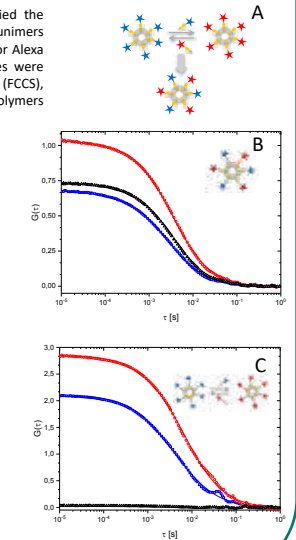 died the
unimers
or Alexa
es were
(FCCS),
olymers
A
B
1,00
0,75
0,50
0,25
0,00
G(τ)
10⁻⁵ 10⁻⁴ 10⁻³ 10⁻² 10⁻¹ 10⁰
τ [s]
C
3,0
2,5
2,0
1,5
1,0
0,5
0,0
G(τ)
10⁻⁵ 10⁻⁴ 10⁻³ 10⁻² 10⁻¹ 10⁰
τ [s]